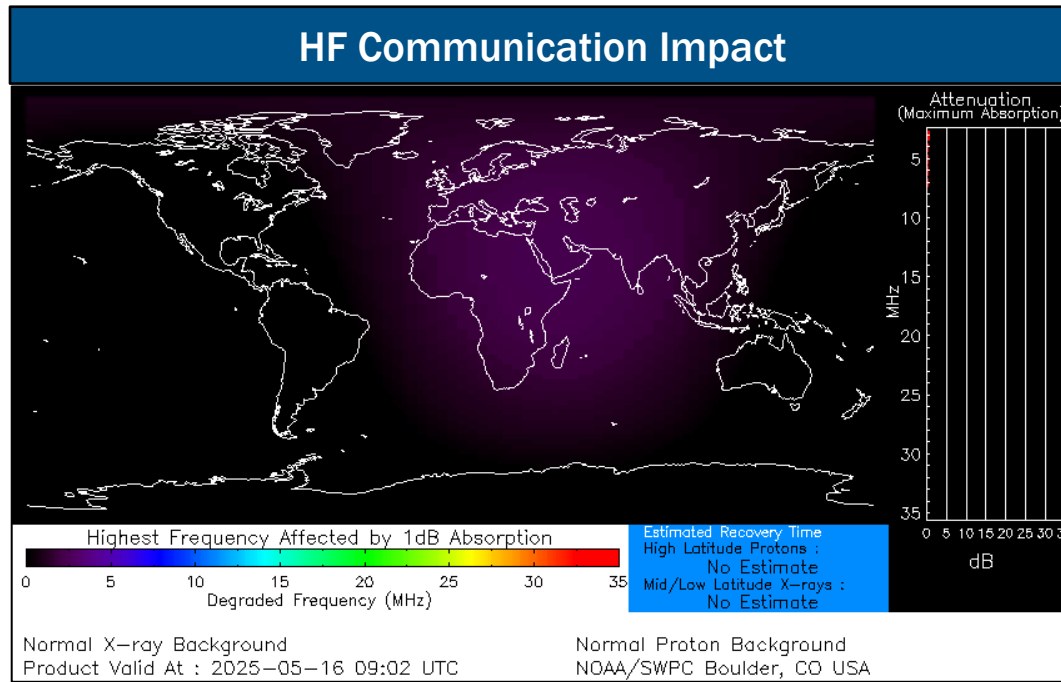 HF Communication Impact
Attenuation
(Maximum Absorption)
5
10
15
20
25
30
35
MHz
0 5 10 15 20 25 30 3
dB
Highest Frequency Affected by 1dB Absorption
0 5 10 15 20 25 30 35
Degraded Frequency (MHz)
Estimated Recovery Time
High Latitude Protons :
No Estimate
Mid/Low Latitude X-rays :
No Estimate
Normal X-ray Background
Product Valid At : 2025-05-16 09:02 UTC
Normal Proton Background
NOAA/SWPC Boulder, CO USA